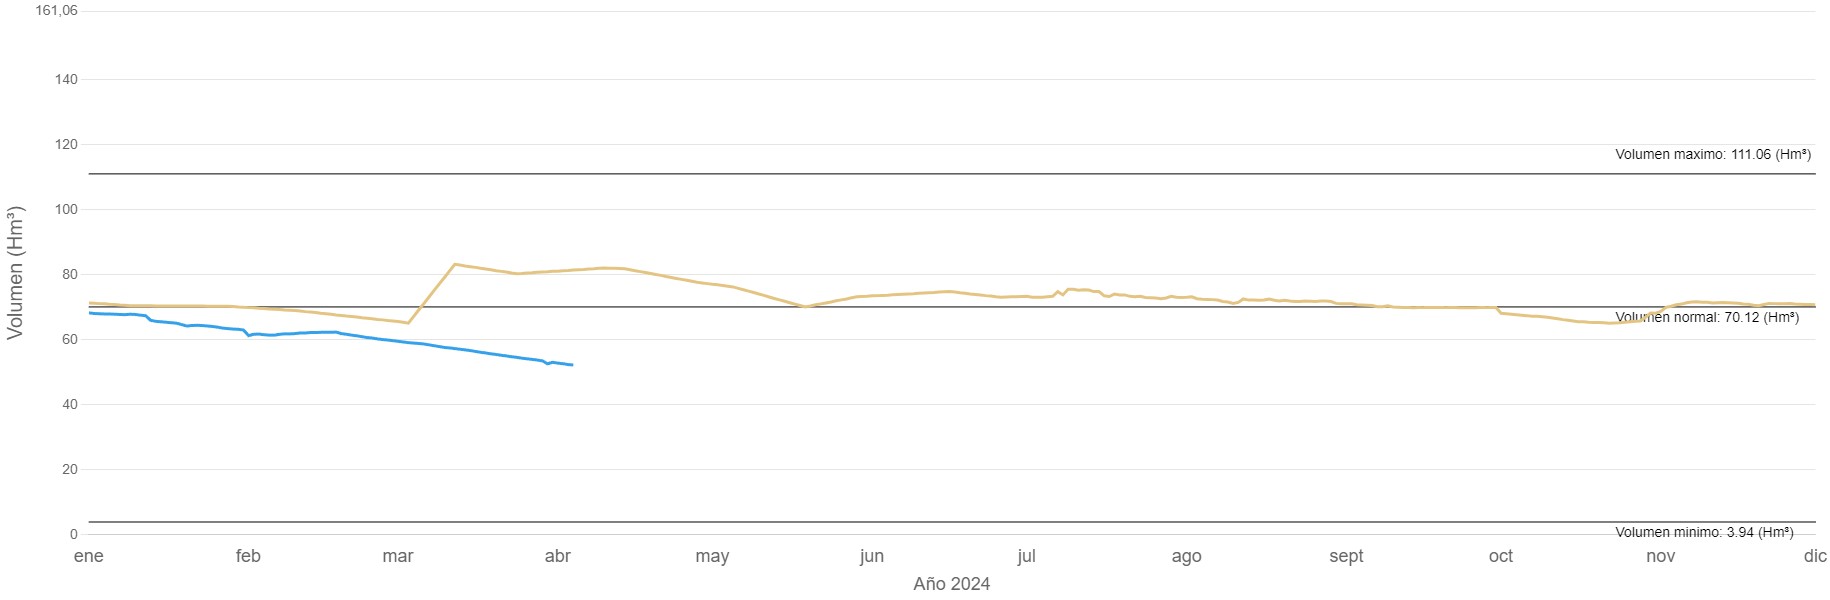 161,06
140
120
100
80
60
40
20
0
Volumen (Hm³)
Volumen maximo: 111.06 (Hm³)
Volumen normal: 70.12 (Hm³)
Volumen minimo: 3.94 (Hm³)
ene feb mar abr may jun jul ago sept oct nov dic
Año 2024